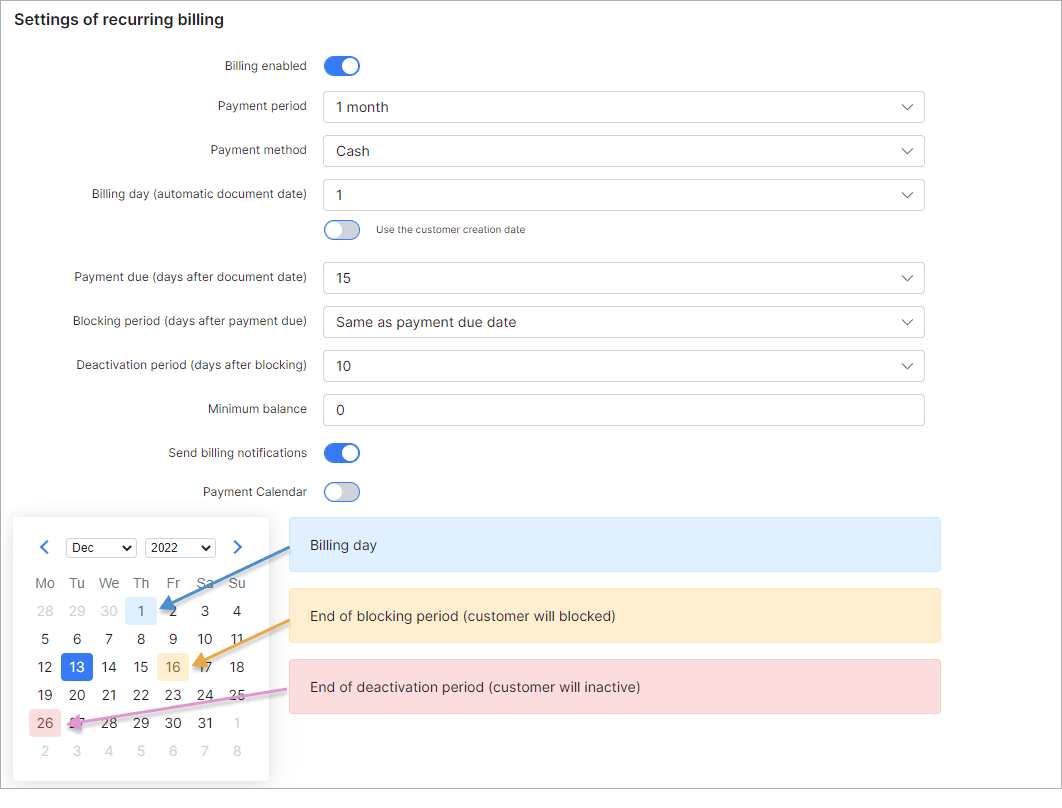 Settings of recurring billing
Billing enabled
Payment period 1 month
Payment method Cash
Billing day (automatic document date) 1
Use the customer creation date
Payment due (days after document date) 15
Blocking period (days after payment due) Same as payment due date
Deactivation period (days after blocking) 10
Minimum balance 0
Send billing notifications
Payment Calendar
Dec 2022
Mo Tu We Th Fr Sa Su
28 29 30 1 2 3 4
5 6 7 8 9 10 11
12 13 14 15 16 17 18
19 20 21 22 23 24 25
26 27 28 29 30 31 1
2 3 4 5 6 7 8
Billing day
End of blocking period (customer will blocked)
End of deactivation period (customer will inactive)